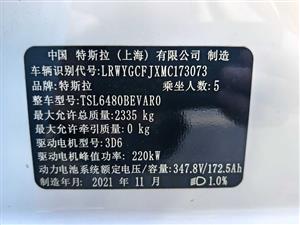 中国 特斯拉(上海)有限公司 制造
车辆识别代号:LRWYGCFJXMC173073
品牌:特斯拉 乘坐人数:5
整车型号:TSL6480BEVAR0
最大允许总质量:2335 kg
最大允许牵引质量:0 kg
驱动电机型号:3D6
驱动电机峰值功率:220kW
动力电池系统额定电压/容量:347.8V/172.5Ah
制造年月:2021 年 11 月 1.0%